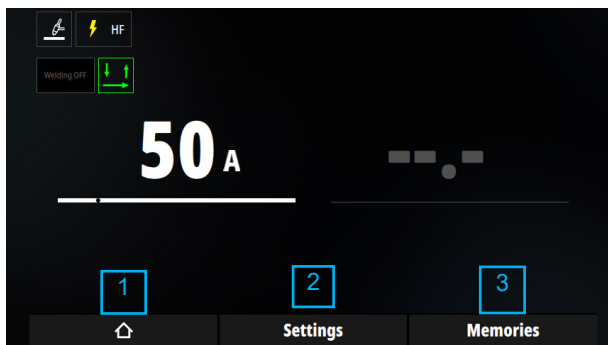 HF
Welding OFF
50 A
--.-
1
2
3
Settings
Memories